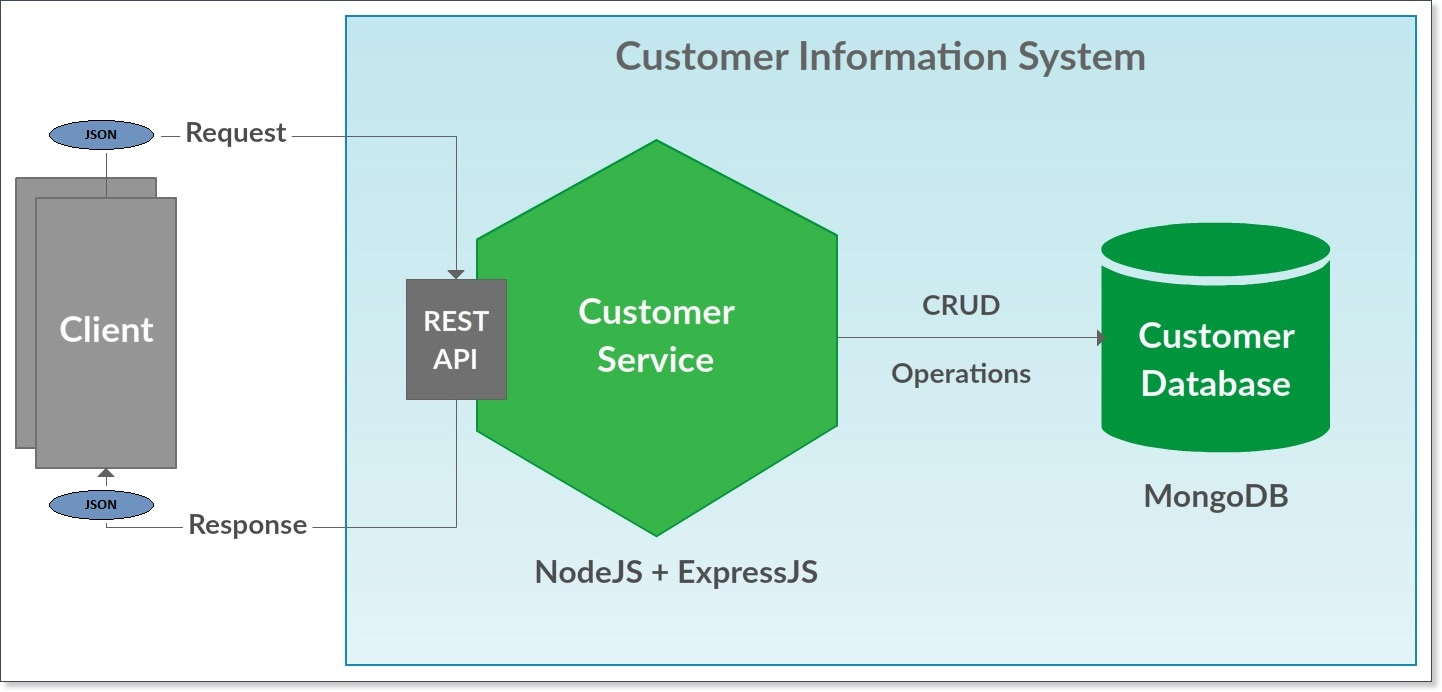 Customer Information System
JSON
Request
Client
REST
API
Customer
Service
CRUD
Operations
Customer
Database
JSON
Response
MongoDB
NodeJS + ExpressJS